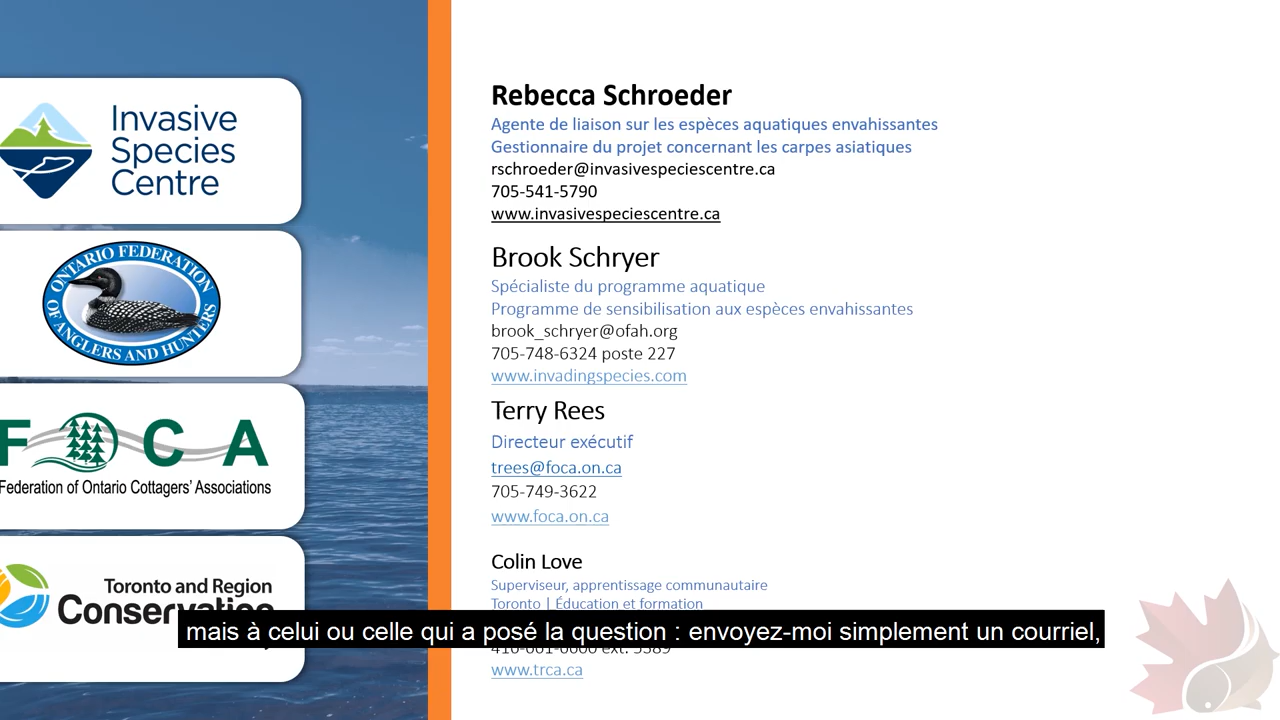 Invasive
Species
Centre
ONTARIO FEDERATION
OF ANGLERS AND HUNTERS
FOCA
Federation of Ontario Cottagers' Associations
Toronto and Region
Rebecca Schroeder
Agente de liaison sur les espèces aquatiques envahissantes
Gestionnaire du projet concernant les carpes asiatiques
rschroeder@invasivespeciescentre.ca
705-541-5790
www.invasivespeciescentre.ca
Brook Schryer
Spécialiste du programme aquatique
Programme de sensibilisation aux espèces envahissantes
brook_schryer@ofah.org
705-748-6324 poste 227
www.invadingspecies.com
Terry Rees
Directeur exécutif
trees@foca.on.ca
705-749-3622
www.foca.on.ca
Colin Love
Superviseur, apprentissage communautaire
Toronto | Éducation et formation
mais à celui ou celle qui a posé la question : envoyez-moi simplement un courriel,
www.trca.ca